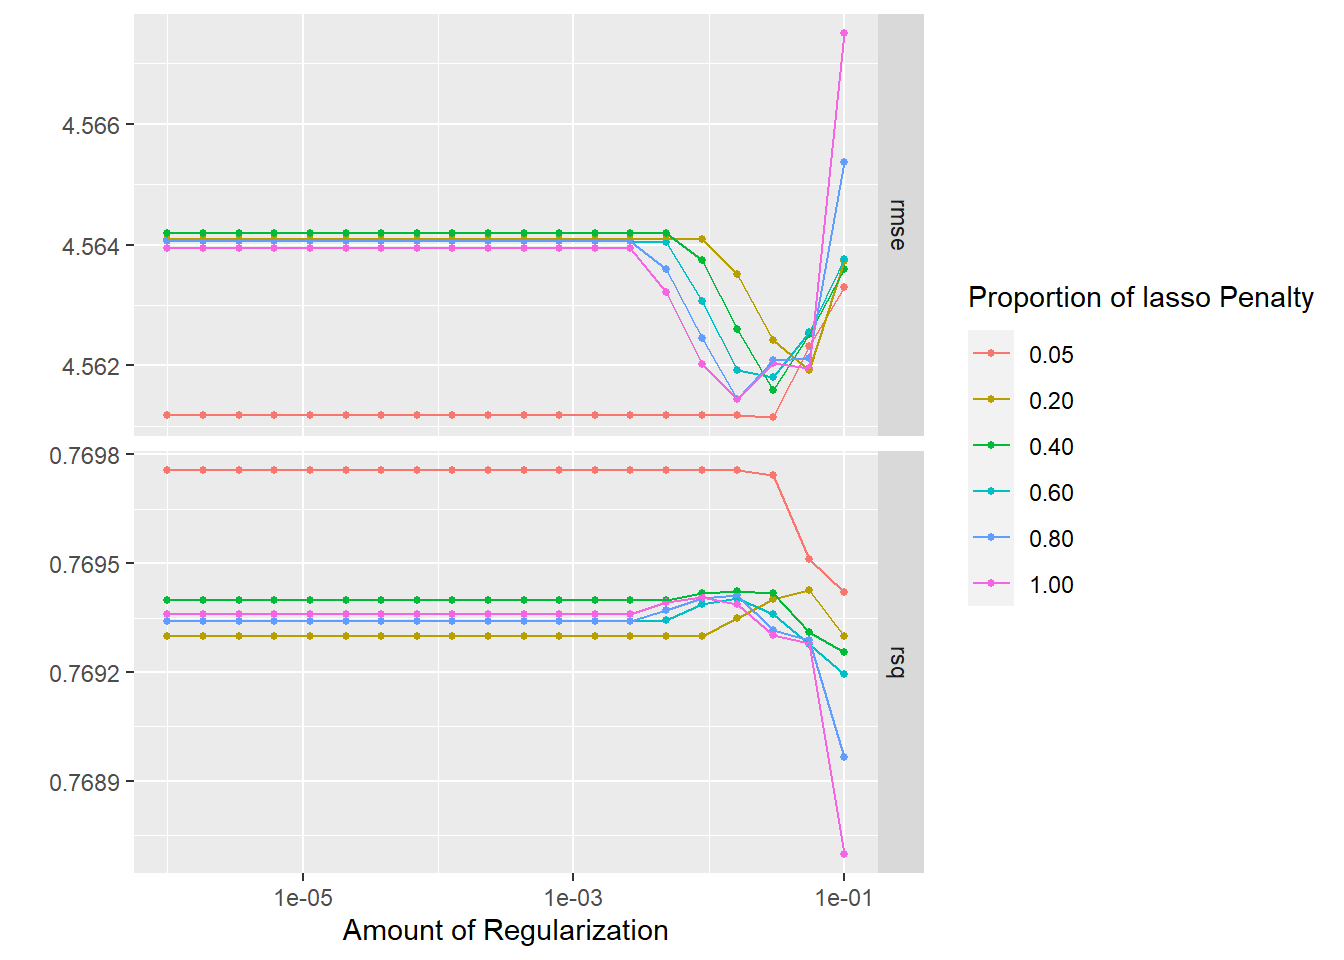 4.566
4.564
4.562
rmse
0.7698
0.7695
0.7692
0.7689
rsq
1e-05
1e-03
1e-01
Amount of Regularization
Proportion of lasso Penalty
0.05
0.20
0.40
0.60
0.80
1.00